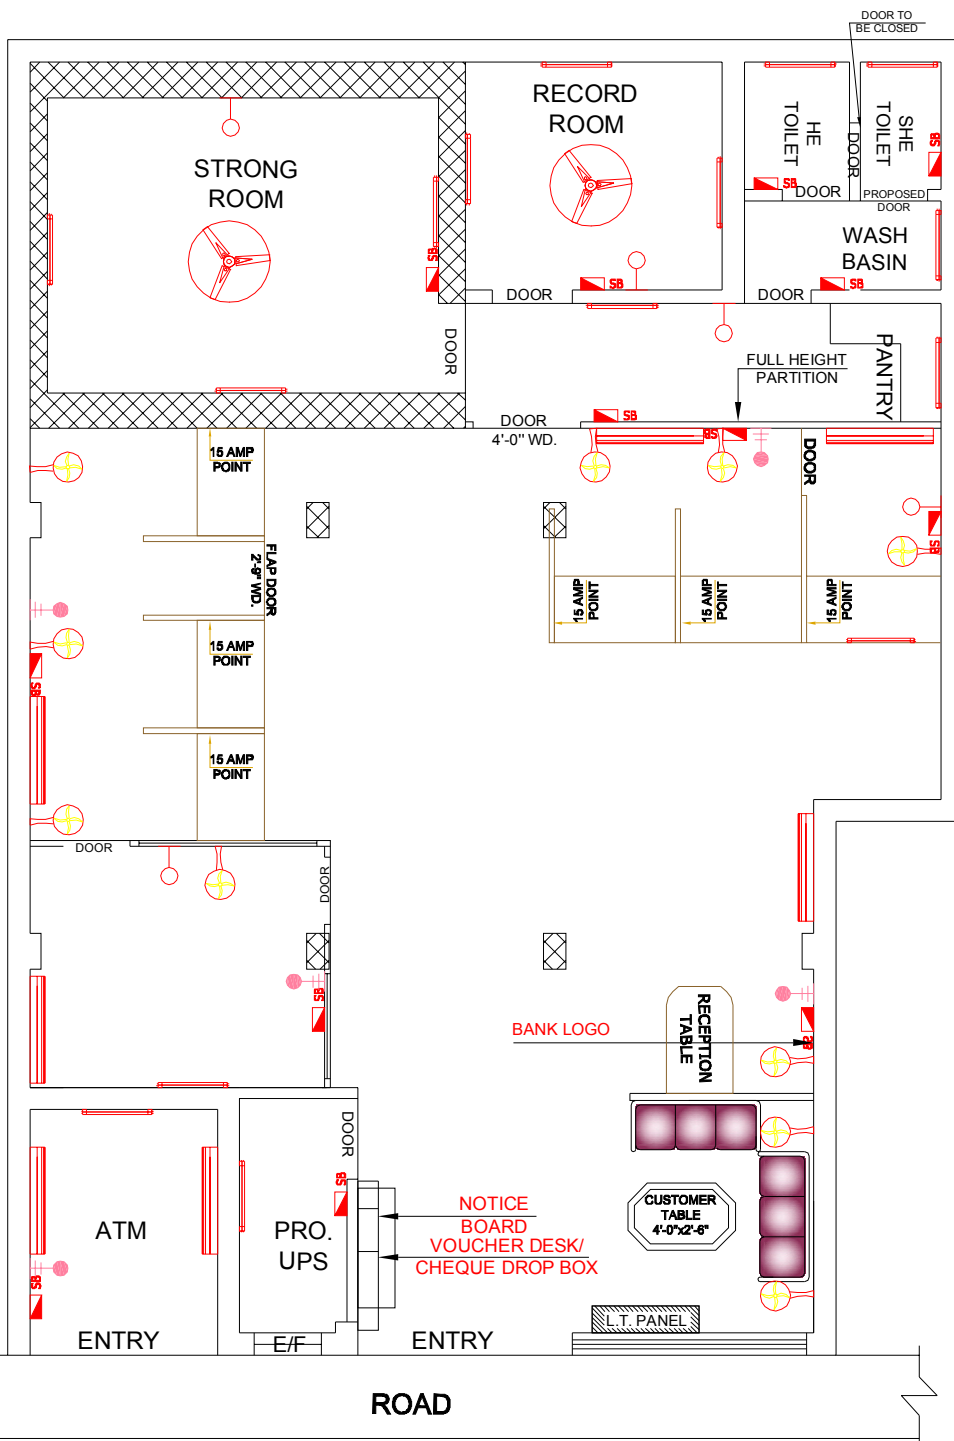 DOOR TO
BE CLOSED
RECORD
ROOM
HE
TOILET
DOOR
SHE
TOILET
SB
STRONG
ROOM
SB
DOOR
PROPOSED
DOOR
WASH
BASIN
SB
SB
SB
DOOR
DOOR
DOOR
FULL HEIGHT
PARTITION
PANTRY
SB
DOOR
4'-0" WD.
SB
15 AMP
POINT
DOOR
SB
FLAP DOOR
2'-9" WD.
15 AMP
POINT
15 AMP
POINT
15 AMP
POINT
15 AMP
POINT
SB
15 AMP
POINT
DOOR
DOOR
SB
RECEPTION
TABLE
BANK LOGO
SB
DOOR
SB
CUSTOMER
TABLE
4'-0"x2'-6"
NOTICE
BOARD
VOUCHER DESK/
CHEQUE DROP BOX
ATM
PRO.
UPS
SB
L.T. PANEL
ENTRY
E/F
ENTRY
ROAD